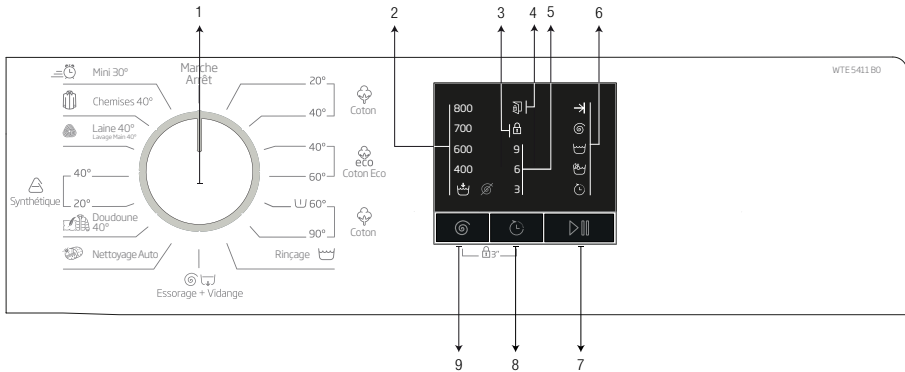 1
2
3
4
5
6
WTE 5411 B0
Marche
Arrêt
Mini 30°
Chemises 40°
Laine 40°
Lavage Main 40°
40°
Synthétique
20°
Doudoune
40°
Nettoyage Auto
Essorage + Vidange
20°
40°
Coton
40°
eco
Coton Eco
60°
60°
90°
Coton
Rinçage
800
700
600
400
9
6
3
3"
9
8
7